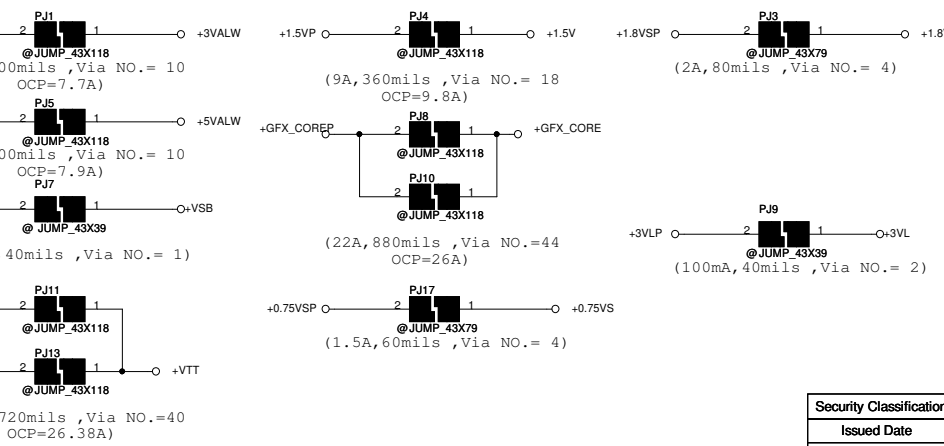 PJ1
2 1 +3VALW
@JUMP_43X118
00mils ,Via NO.= 10
OCP=7.7A)
PJ5
2 1 +5VALW
@JUMP_43X118
00mils ,Via NO.= 10
OCP=7.9A)
PJ7
2 1 +VSB
@ JUMP_43X39
40mils ,Via NO.= 1)
PJ11
2 1
@JUMP_43X118
PJ13
2 1 +VTT
@JUMP_43X118
720mils ,Via NO.=40
OCP=26.38A)
PJ4
+1.5VP 2 1 +1.5V
@JUMP_43X118
(9A,360mils ,Via NO.= 18
OCP=9.8A)
PJ8
+GFX_COREP 2 1 +GFX_CORE
@JUMP_43X118
PJ10
2 1
@JUMP_43X118
(22A,880mils ,Via NO.=44
OCP=26A)
PJ17
+0.75VSP 2 1 +0.75VS
@JUMP_43X79
(1.5A,60mils ,Via NO.= 4)
PJ3
+1.8VSP 2 1 +1.8
@JUMP_43X79
(2A,80mils ,Via NO.= 4)
PJ9
+3VLP 2 1 +3VL
@JUMP_43X39
(100mA,40mils ,Via NO.= 2)
Security Classification
Issued Date